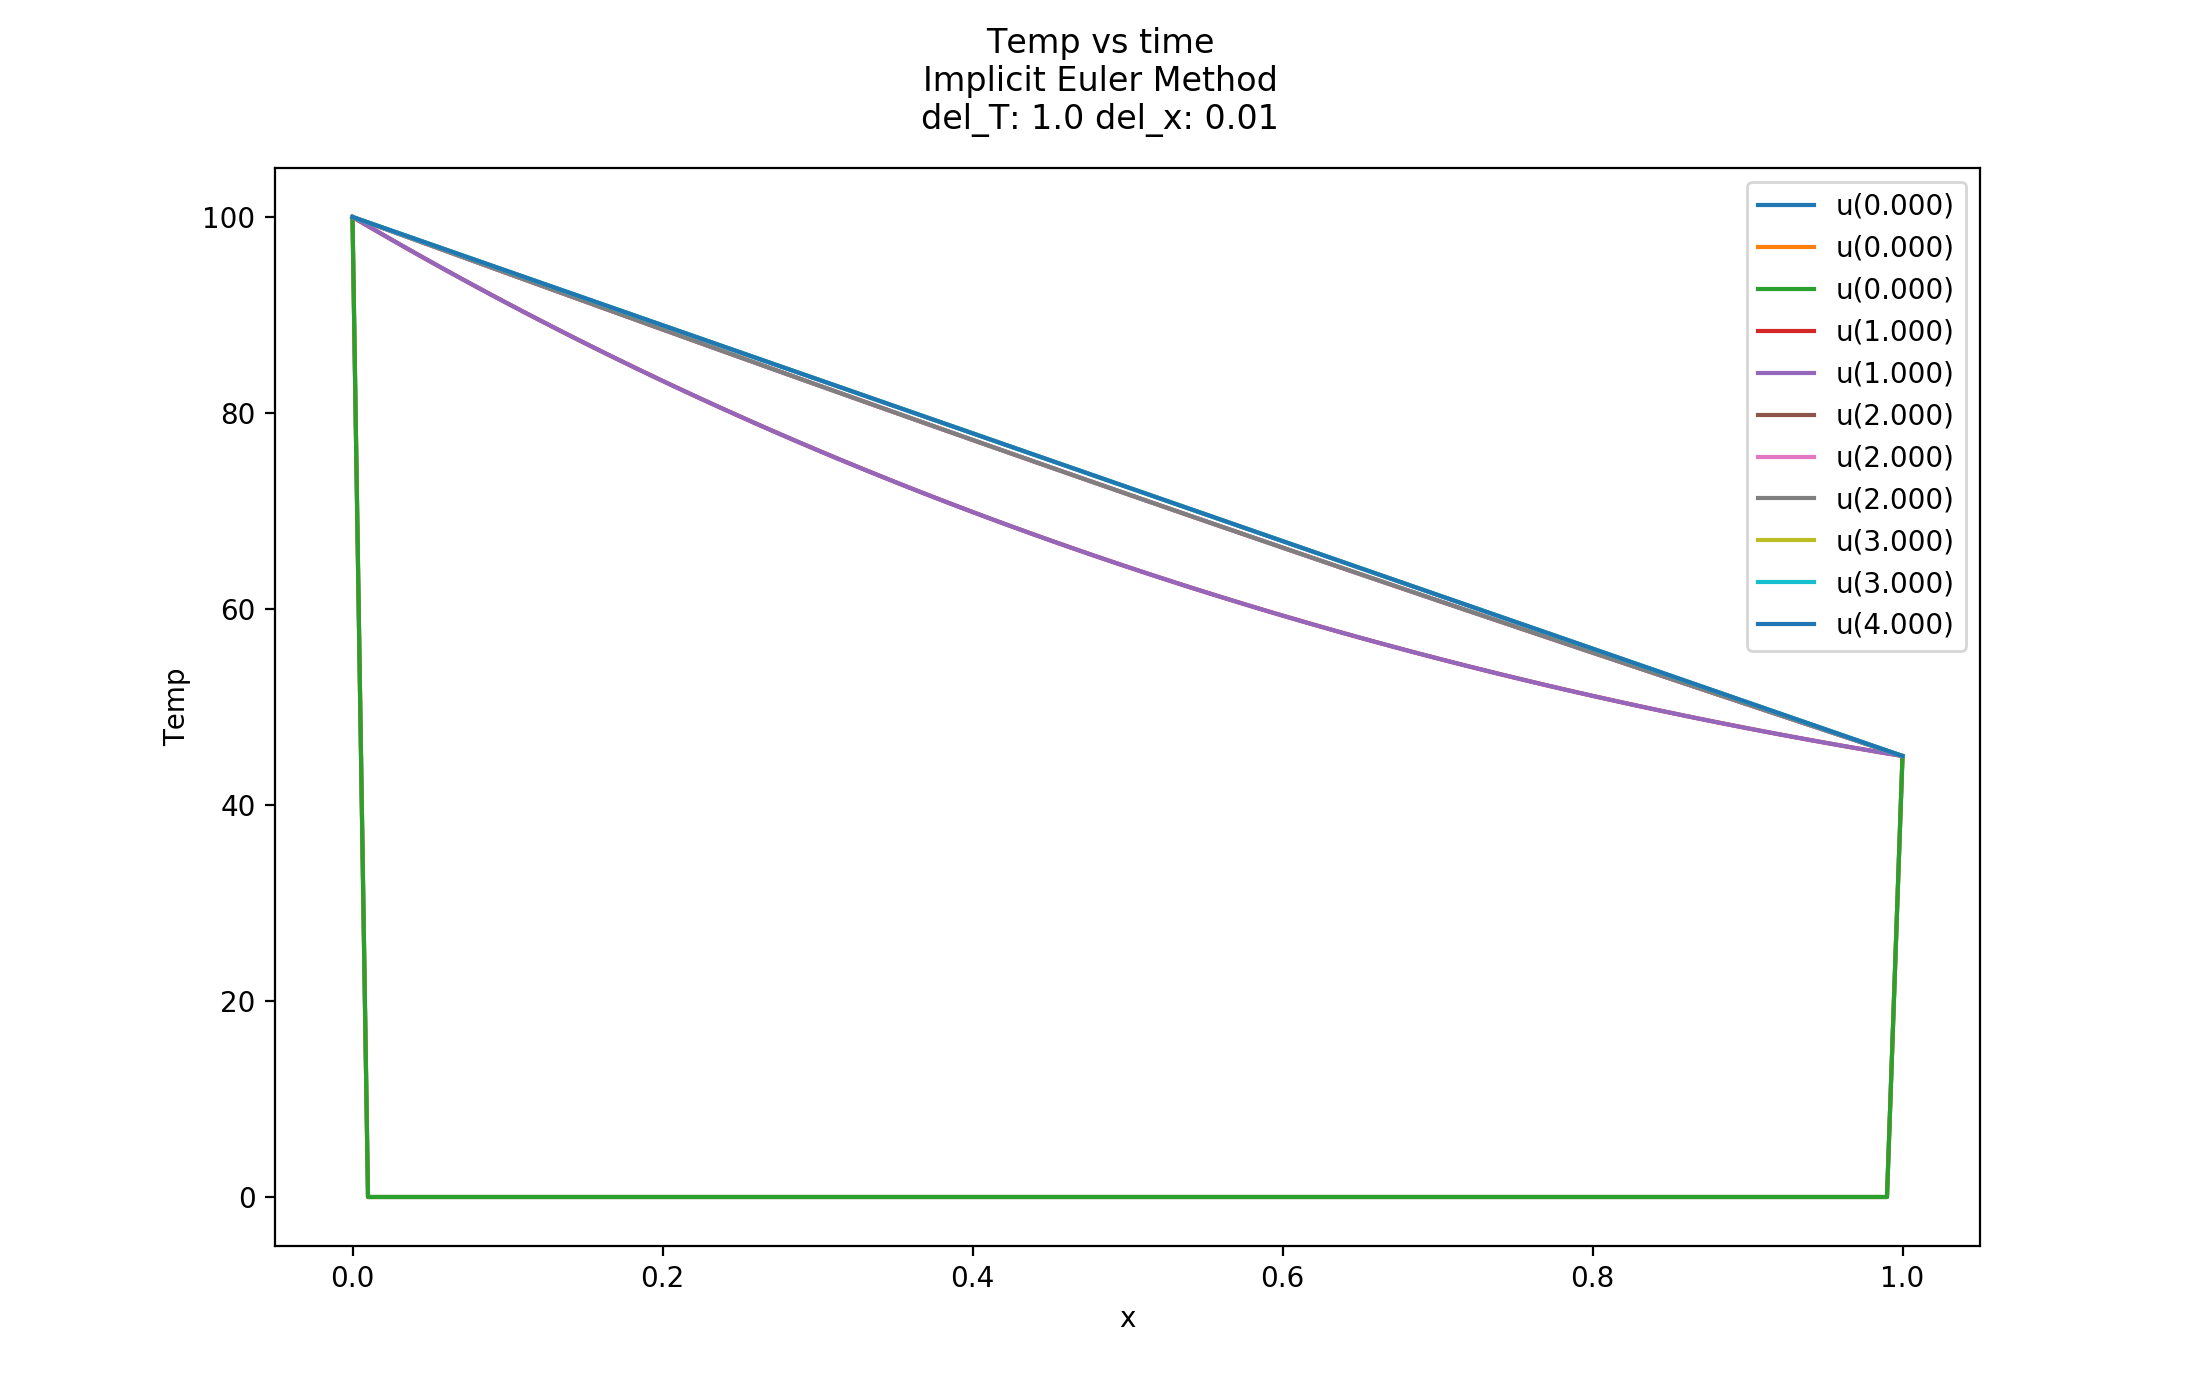 Temp vs time
Implicit Euler Method
del_T: 1.0 del_x: 0.01
u(0.000)
u(0.000)
u(0.000)
u(1.000)
u(1.000)
u(2.000)
u(2.000)
u(2.000)
u(3.000)
u(3.000)
u(4.000)
100
80
60
40
20
0
Temp
0.0 0.2 0.4 0.6 0.8 1.0
x